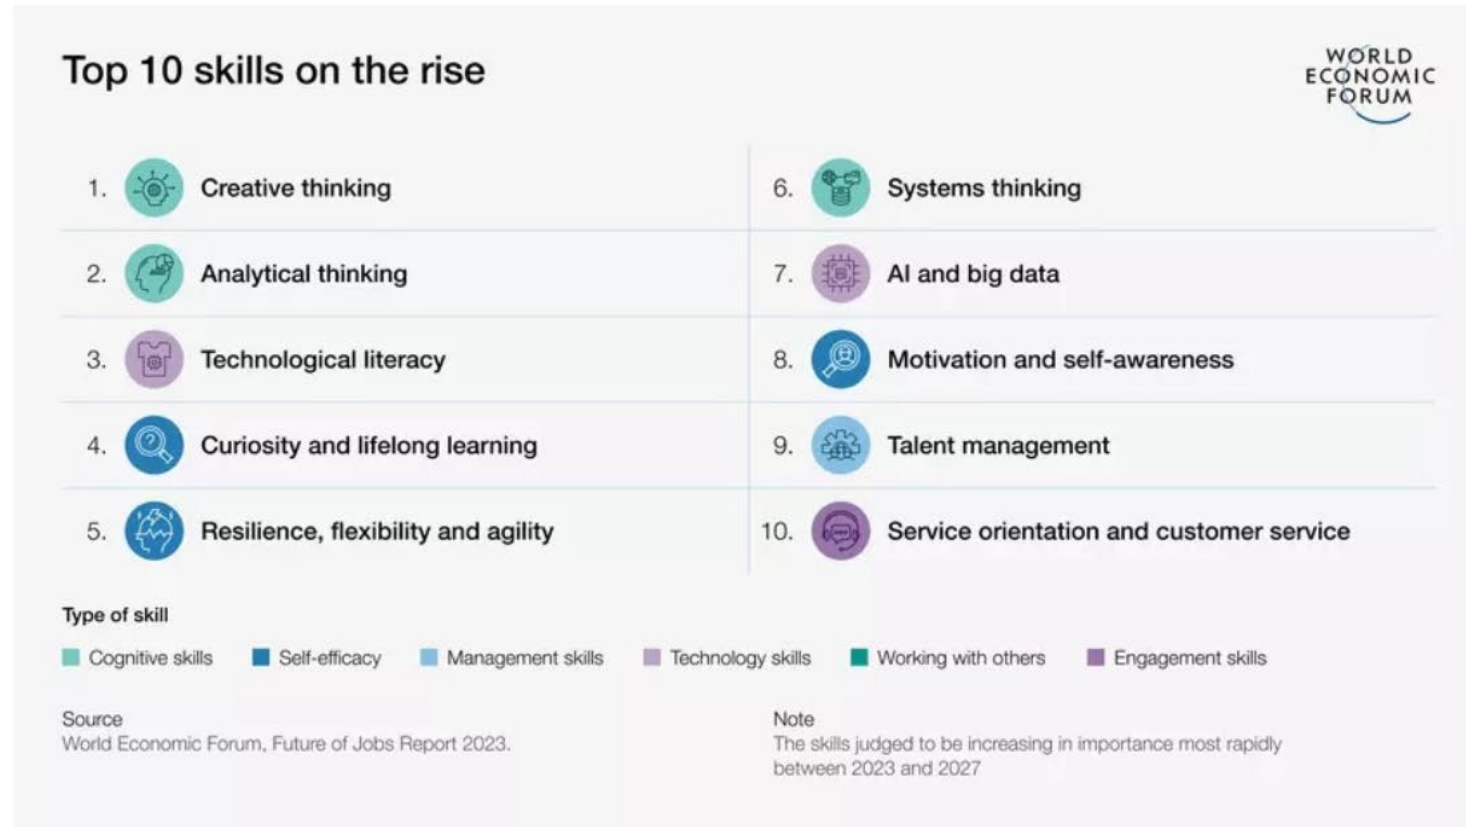 Top 10 skills on the rise
WORLD
ECONOMIC
FORUM
1. Creative thinking
2. Analytical thinking
3. Technological literacy
4. Curiosity and lifelong learning
5. Resilience, flexibility and agility
6. Systems thinking
7. AI and big data
8. Motivation and self-awareness
9. Talent management
10. Service orientation and customer service
Type of skill
Cognitive skills Self-efficacy Management skills Technology skills Working with others Engagement skills
Source
World Economic Forum, Future of Jobs Report 2023.
Note
The skills judged to be increasing in importance most rapidly
between 2023 and 2027